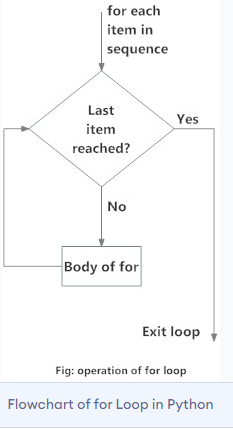 for each
item in
sequence
Last
item
reached?
Yes
No
Body of for
Exit loop
Fig: operation of for loop
Flowchart of for Loop in Python